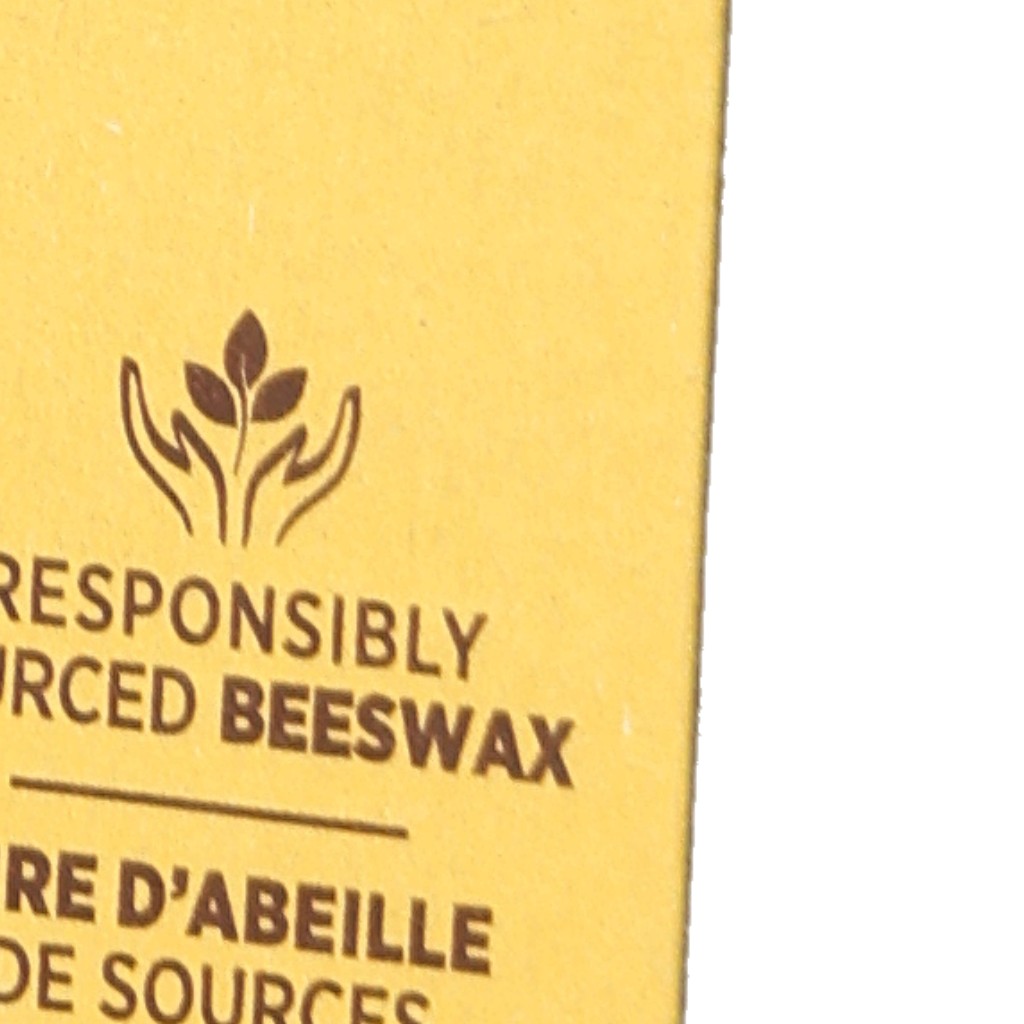 RESPONSIBLY
URCED BEESWAX
RE D'ABEILLE
DE SOURCES